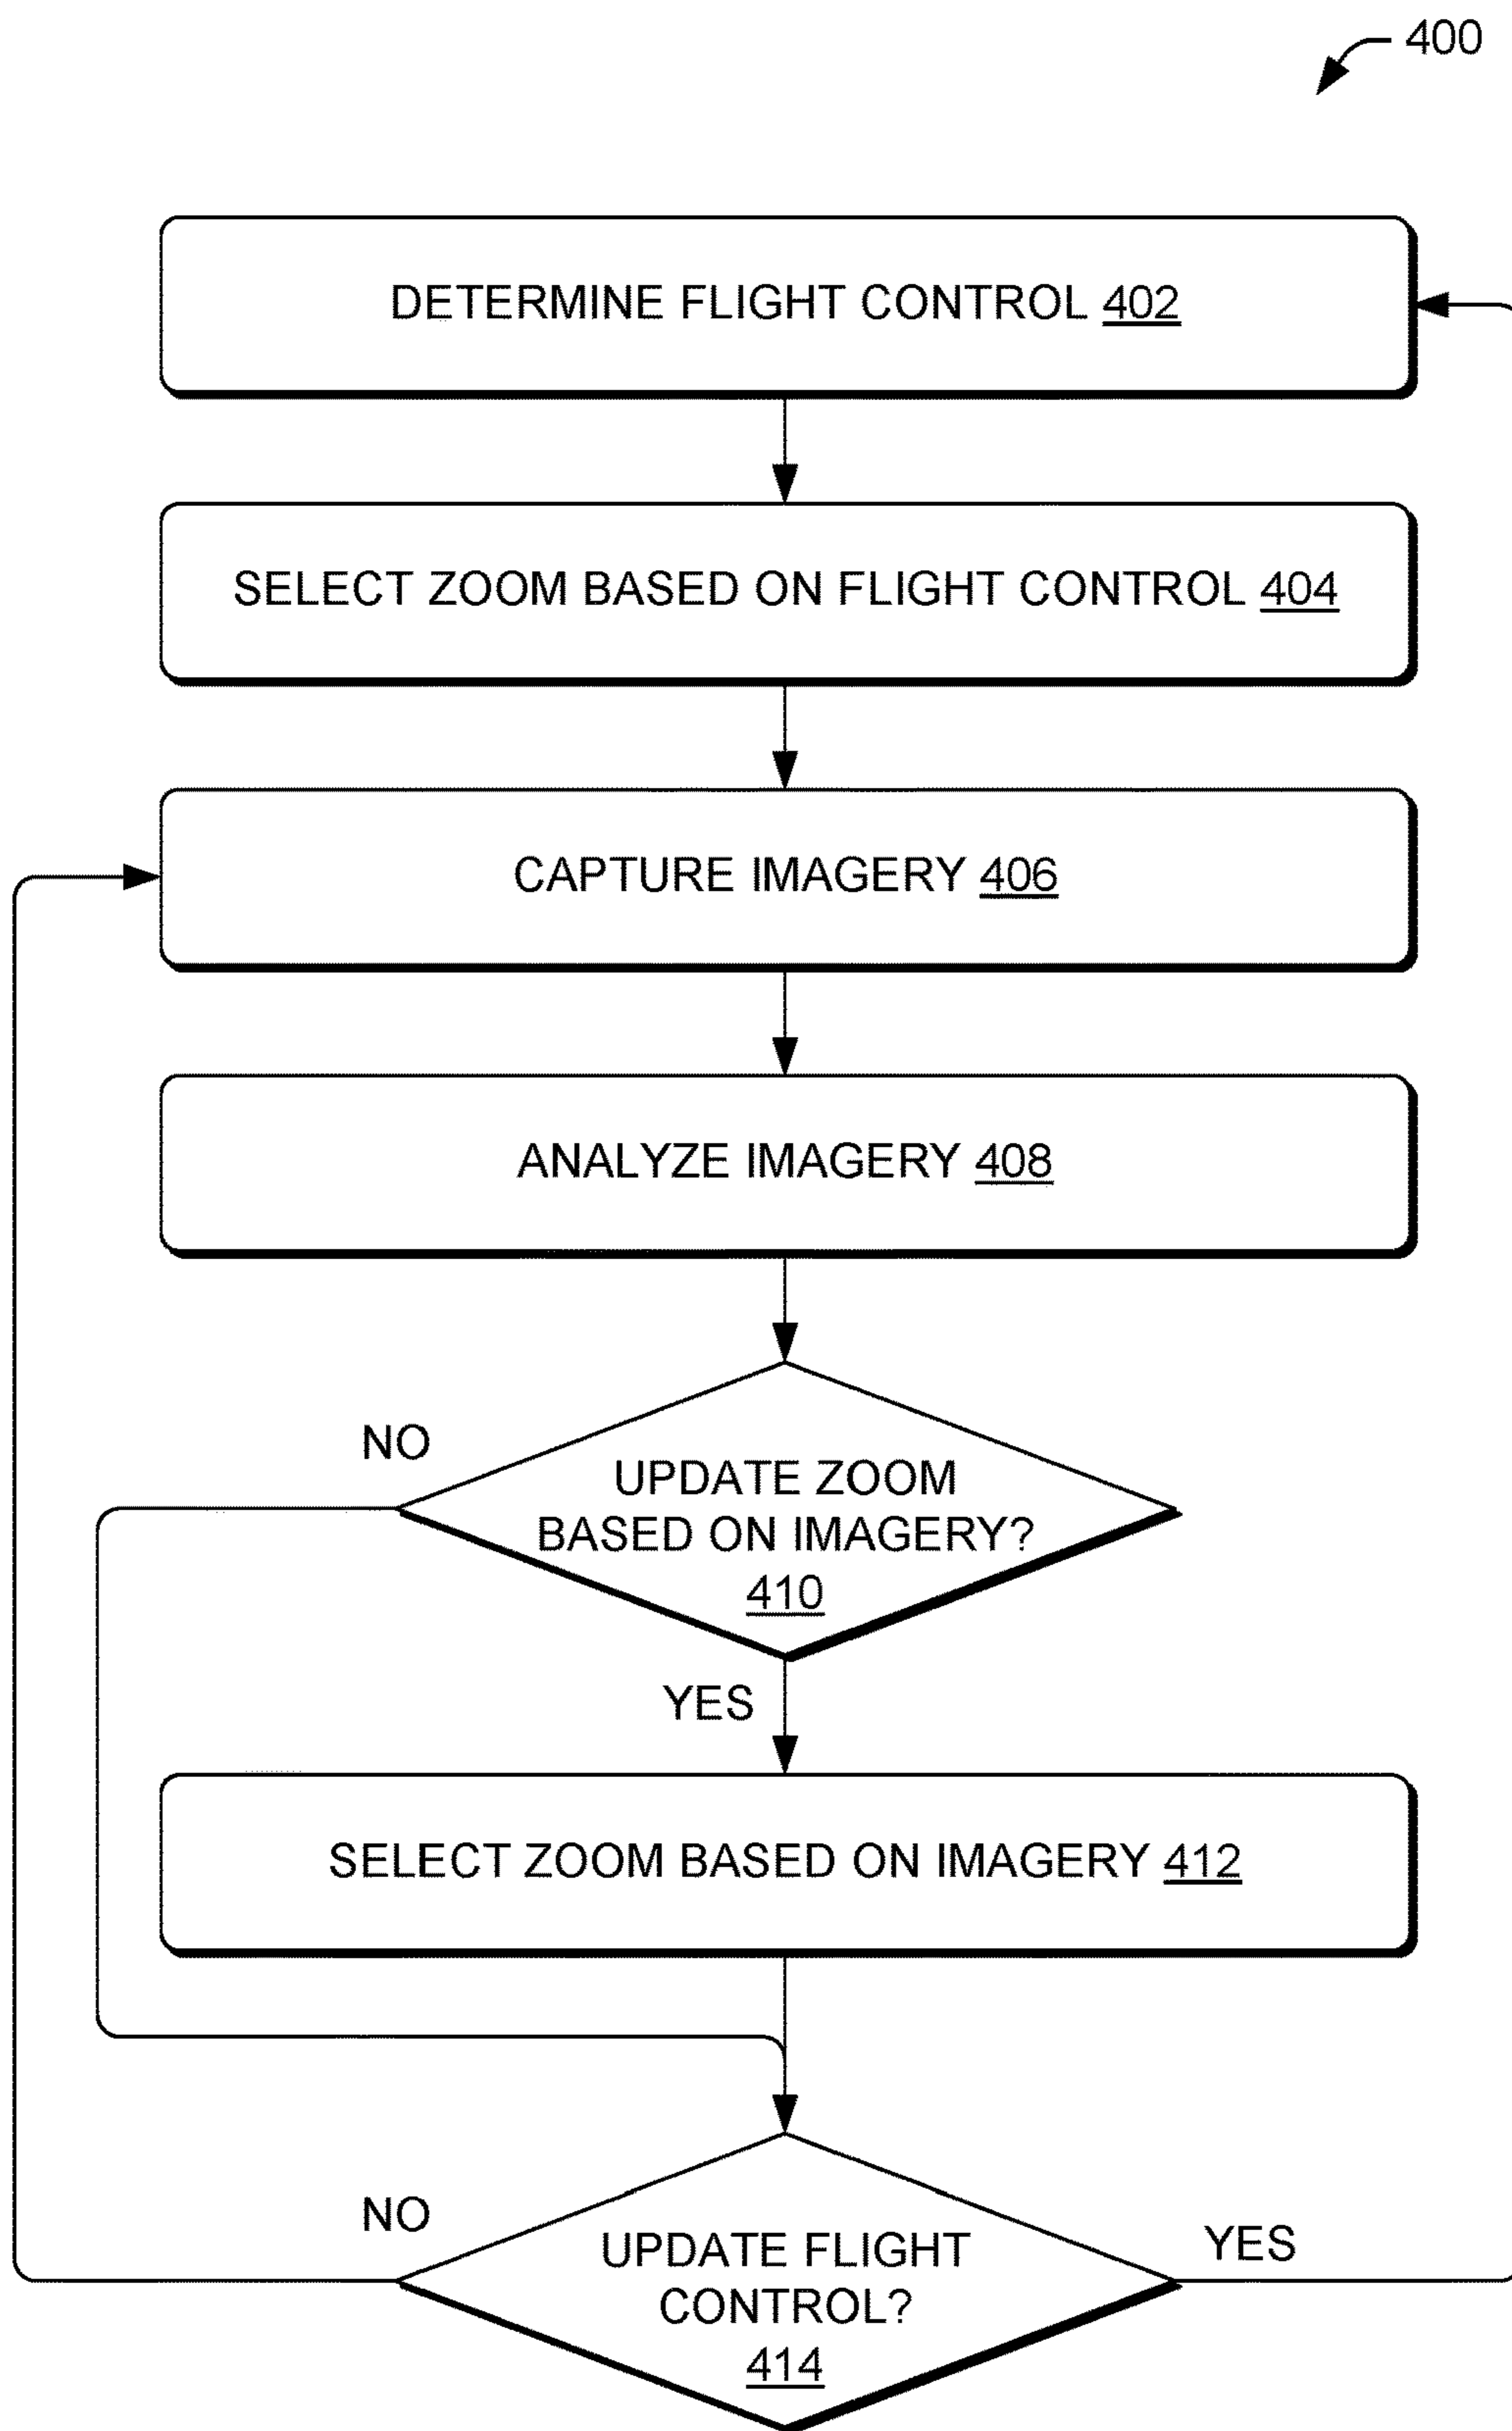 400
DETERMINE FLIGHT CONTROL 402
SELECT ZOOM BASED ON FLIGHT CONTROL 404
CAPTURE IMAGERY 406
ANALYZE IMAGERY 408
NO
UPDATE ZOOM
BASED ON IMAGERY?
410
YES
SELECT ZOOM BASED ON IMAGERY 412
NO
UPDATE FLIGHT
CONTROL?
414
YES